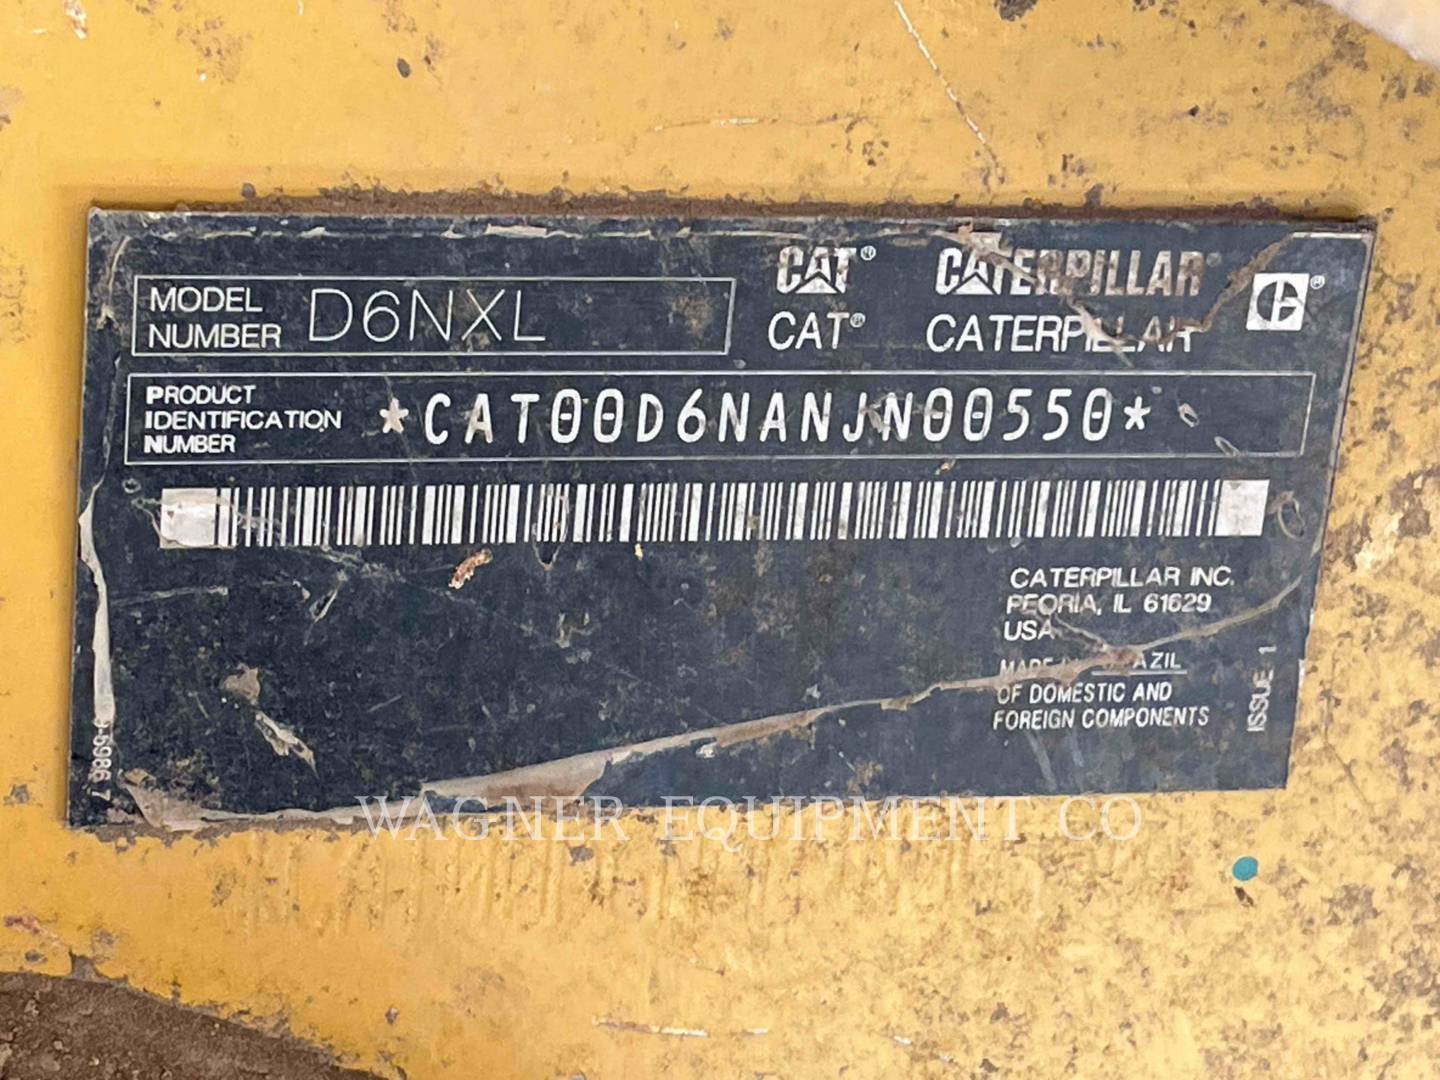 MODEL
NUMBER D6NXL
CAT® CATERPILLAR®
CAT® CATERPILLAR
PRODUCT
IDENTIFICATION
NUMBER
*CAT00D6NANJN00550*
CATERPILLAR INC.
PEORIA, IL 61629
USA
MADE
OF DOMESTIC AND
FOREIGN COMPONENTS
ISSUE 1
WAGNER EQUIPMENT CO